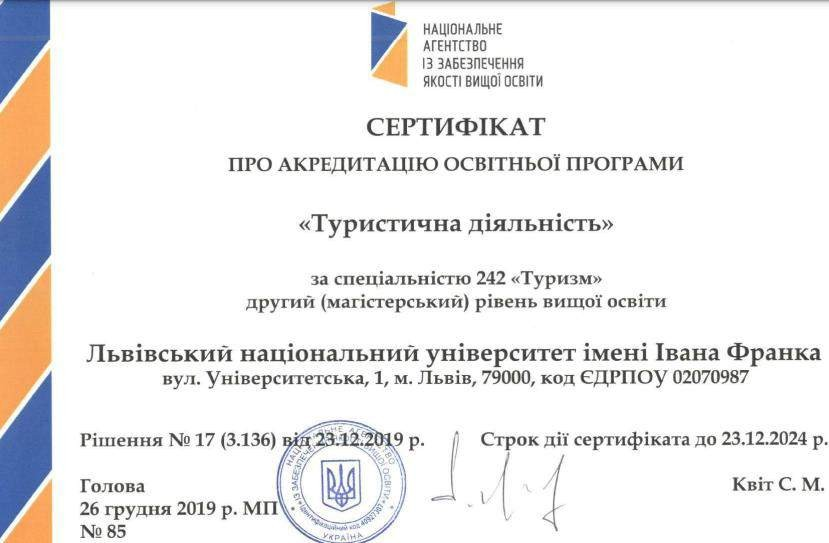 НАЦІОНАЛЬНЕ
АГЕНТСТВО
ІЗ ЗАБЕЗПЕЧЕННЯ
ЯКОСТІ ВИЩОЇ ОСВІТИ
СЕРТИФІКАТ
ПРО АКРЕДИТАЦІЮ ОСВІТНЬОЇ ПРОГРАМИ
«Туристична діяльність»
за спеціальністю 242 «Туризм»
другий (магістерський) рівень вищої освіти
Львівський національний університет імені Івана Франка
вул. Університетська, 1, м. Львів, 79000, код ЄДРПОУ 02070987
Рішення № 17 (3.136) від 23.12.2019 р. Строк дії сертифіката до 23.12.2024 р.
Голова Квіт С. М.
26 грудня 2019 р. МП
№ 85
НАЦІОНАЛЬНЕ АГЕНТСТВО
ІЗ ЗАБЕЗПЕЧЕННЯ ЯКОСТІ ВИЩОЇ ОСВІТИ
Ідентифікаційний код 40927307
УКРАЇНА